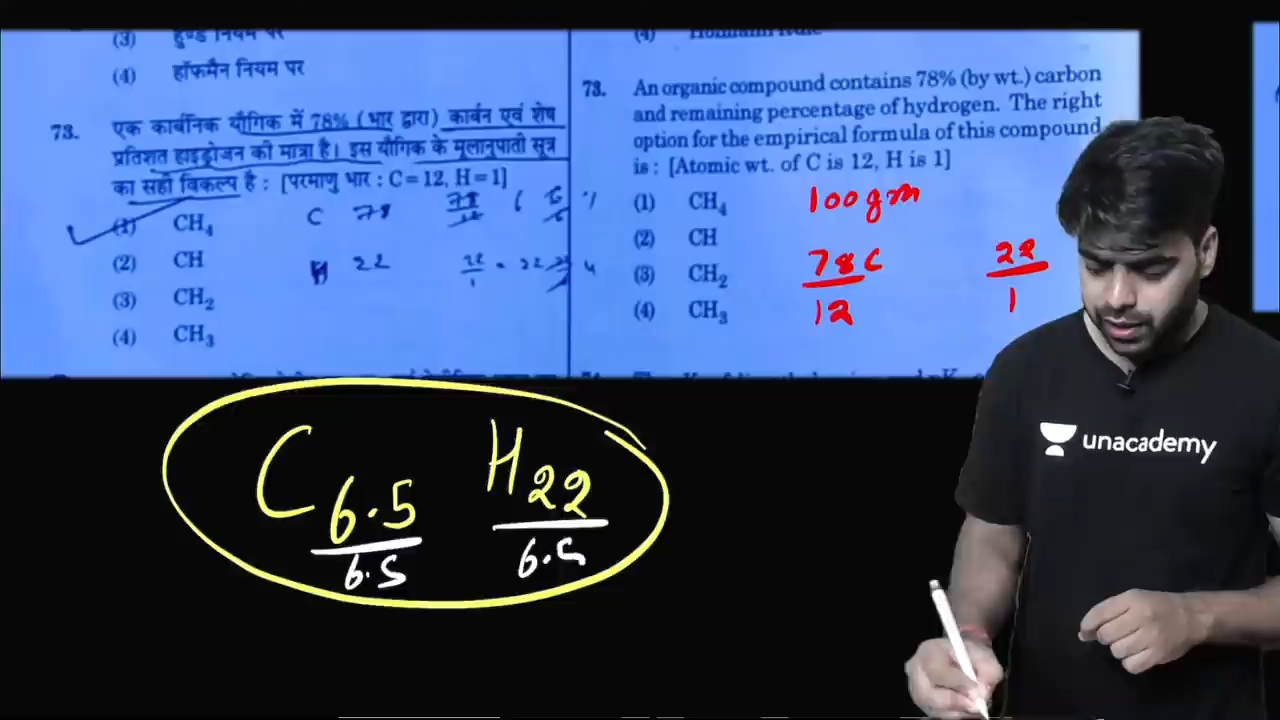 (3) हुण्ड नियम पर
(4) हॉफमैन नियम पर
73. एक कार्बनिक यौगिक में 78% (भार द्वारा) कार्बन एवं शेष
प्रतिशत हाइड्रोजन की मात्रा है। इस यौगिक के मूलानुपाती सूत्र
का सही विकल्प है : [परमाणु भार : C=12, H=1]
(1) CH₄
(2) CH
(3) CH₂
(4) CH₃
C 78
H 22
(4) Hofmann Rule
73. An organic compound contains 78% (by wt.) carbon
and remaining percentage of hydrogen. The right
option for the empirical formula of this compound
is : [Atomic wt. of C is 12, H is 1]
(1) CH₄
(2) CH
(3) CH₂
(4) CH₃
100gm
78C 22
12 1
C6.5 H22
6.5 6.5
unacademy